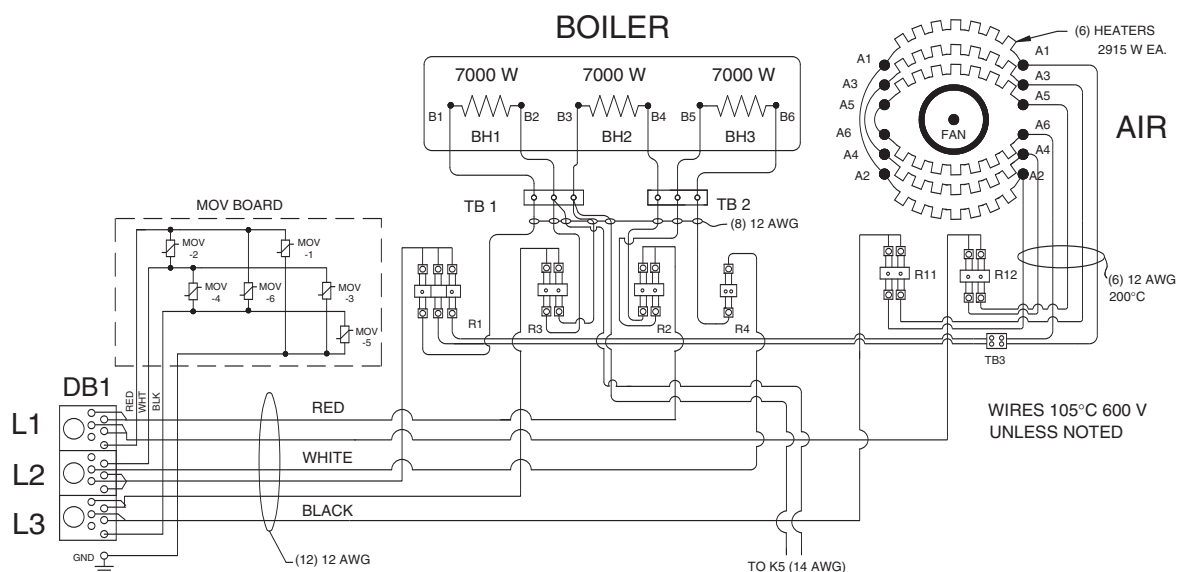 BOILER
(6) HEATERS
2915 W EA.
7000 W
7000 W
7000 W
B1
B2
B3
B4
B5
B6
BH1
BH2
BH3
A1
A1
A3
A3
A5
A5
FAN
AIR
A6
A6
A4
A4
A2
A2
TB 1
TB 2
(8) 12 AWG
MOV BOARD
MOV
-2
MOV
-1
MOV
-4
MOV
-6
MOV
-3
MOV
-5
R1
R3
R2
R4
R11
R12
(6) 12 AWG
200°C
TB3
DB1
RED
WHT
BLK
L1
RED
WIRES 105°C 600 V
UNLESS NOTED
L2
WHITE
L3
BLACK
GND
(12) 12 AWG
TO K5 (14 AWG)